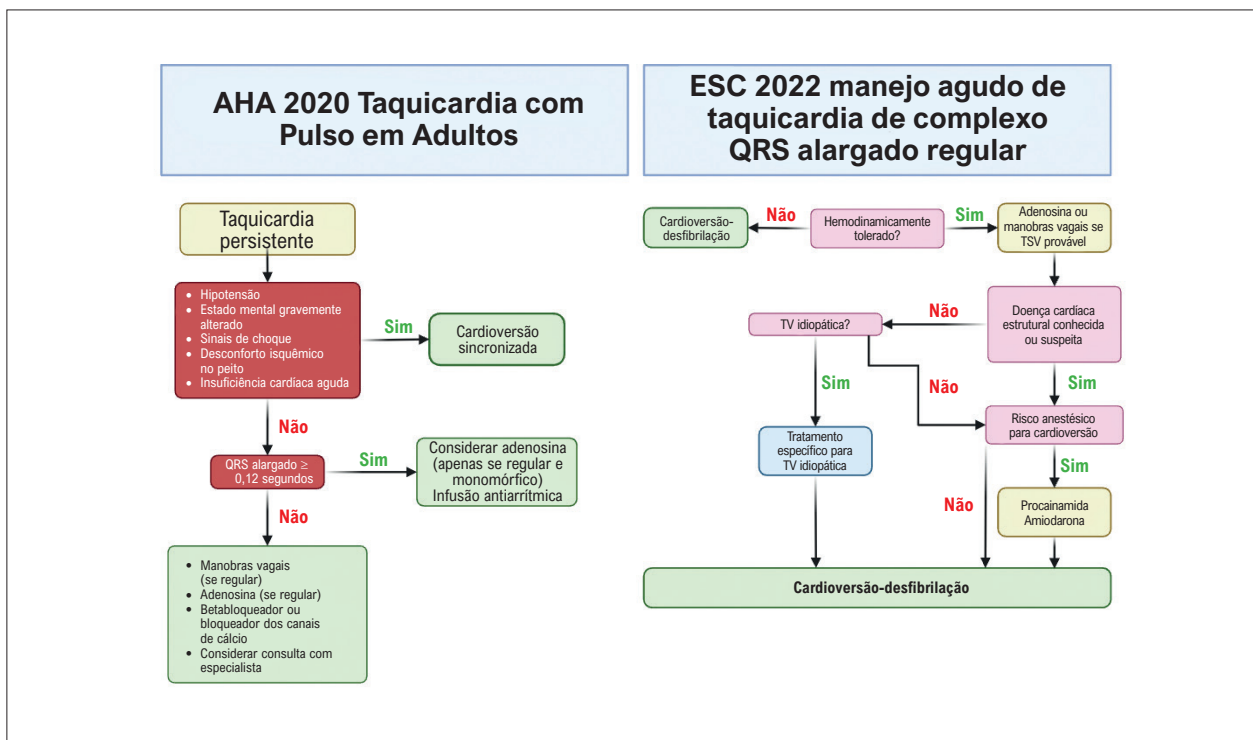 AHA 2020 Taquicardia com
Pulso em Adultos
Taquicardia
persistente
• Hipotensão
• Estado mental gravemente
alterado
• Sinais de choque
• Desconforto isquêmico
no peito
• Insuficiência cardíaca aguda
Sim
Cardioversão
sincronizada
Não
QRS alargado ≥
0,12 segundos
Sim
Considerar adenosina
(apenas se regular e
monomórfico)
Infusão antiarrítmica
Não
• Manobras vagais
(se regular)
• Adenosina (se regular)
• Betabloqueador ou
bloqueador dos canais
de cálcio
• Considerar consulta com
especialista
ESC 2022 manejo agudo de
taquicardia de complexo
QRS alargado regular
Cardioversão-
desfibrilação
Não
Hemodinamicamente
tolerado?
Sim
Adenosina ou
manobras vagais se
TSV provável
TV idiopática?
Não
Doença cardíaca
estrutural conhecida
ou suspeita
Sim
Não
Sim
Tratamento
específico para
TV idiopática
Risco anestésico
para cardioversão
Sim
Não
Procainamida
Amiodarona
Cardioversão-desfibrilação